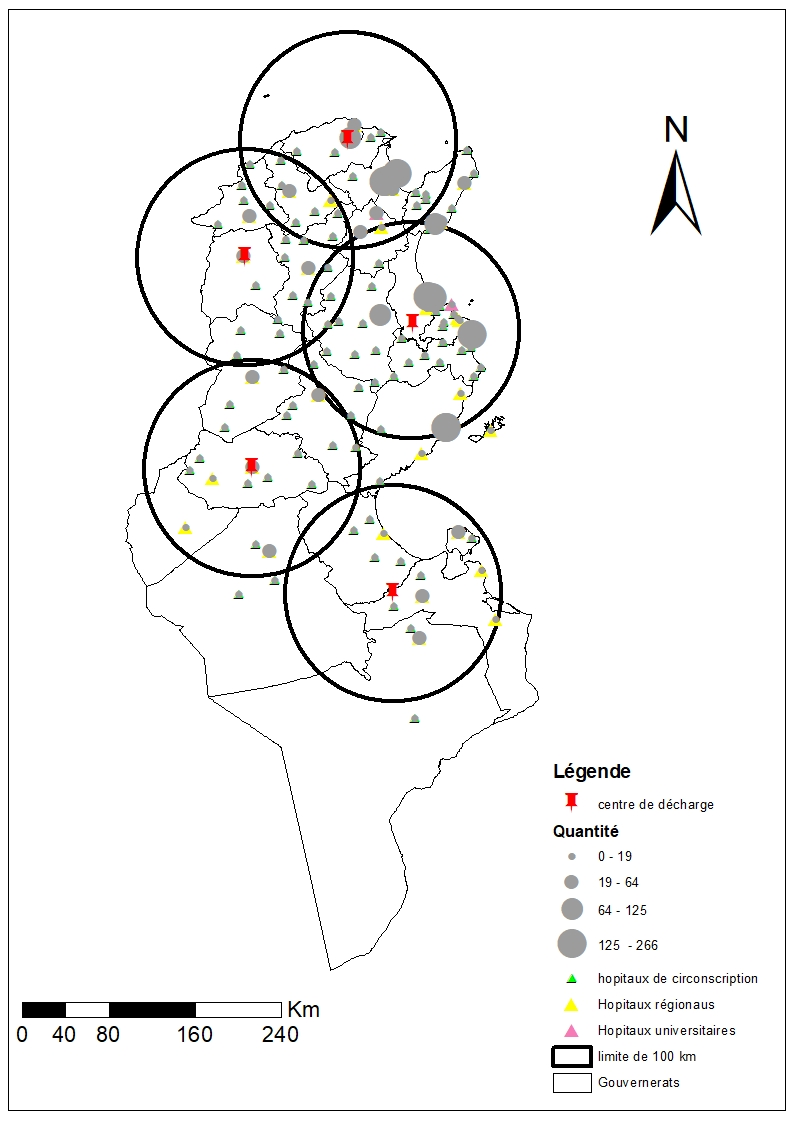 N
Légende
centre de décharge
Quantité
0 - 19
19 - 64
64 - 125
125 - 266
hopitaux de circonscription
Hopitaux régionaus
Hopitaux universitaires
limite de 100 km
Gouvernerats
Km
0 40 80 160 240